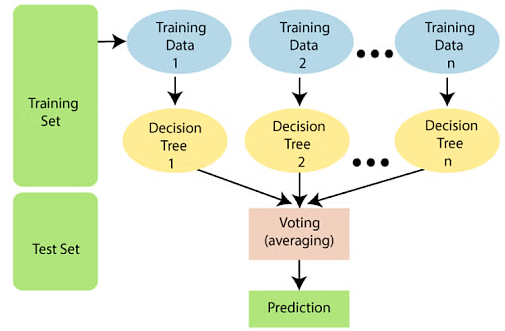 Training
Set
Training
Data
1
Training
Data
2
Training
Data
n
Decision
Tree
1
Decision
Tree
2
Decision
Tree
n
Test Set
Voting
(averaging)
Prediction